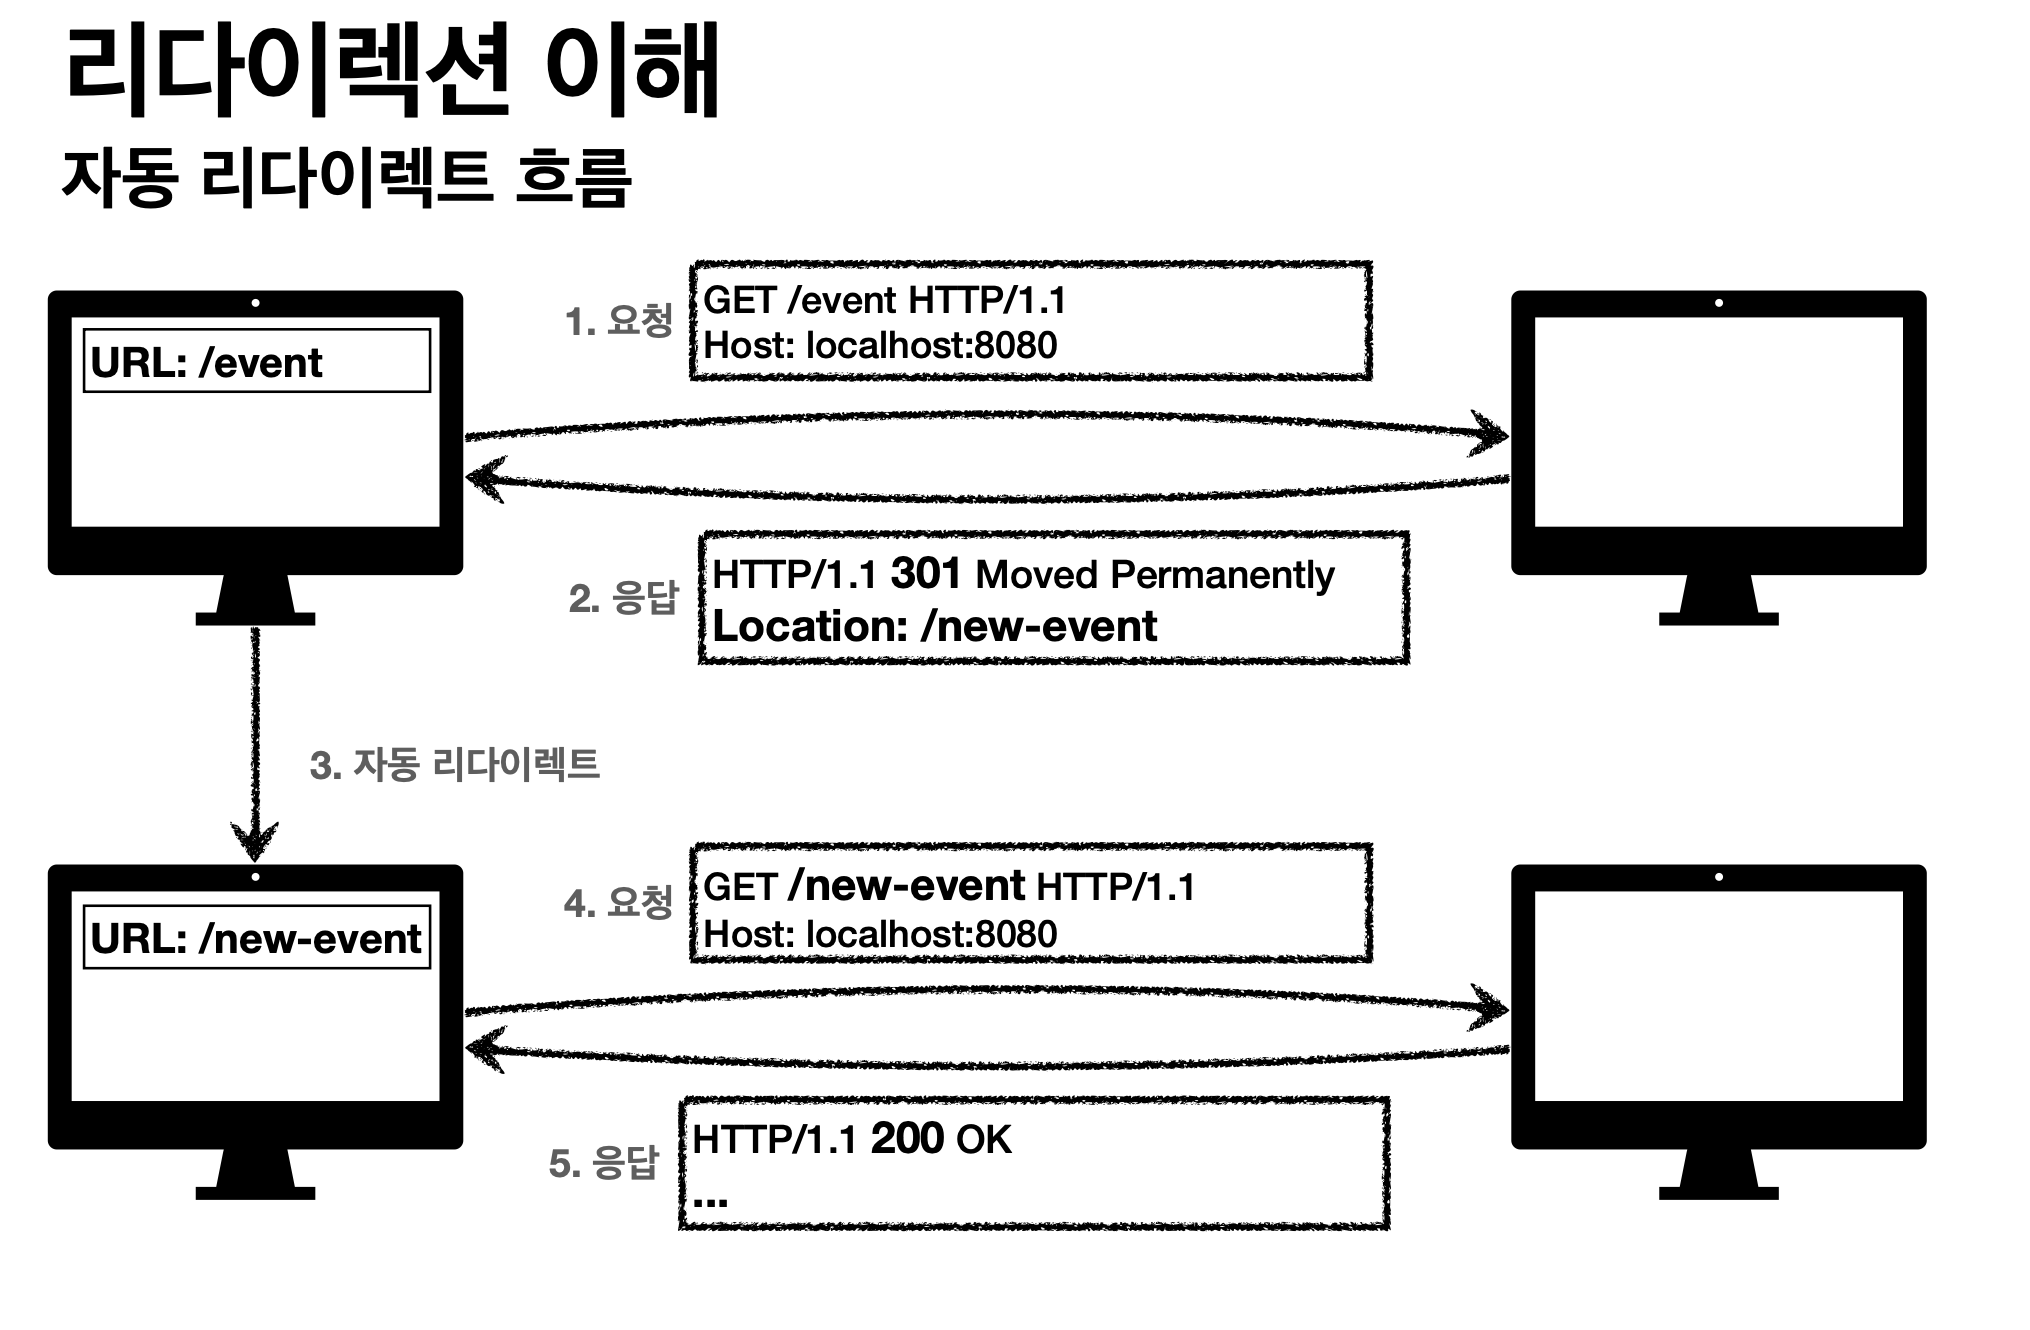 리다이렉션 이해
자동 리다이렉트 흐름
URL: /event
1. 요청
GET /event HTTP/1.1
Host: localhost:8080
2. 응답
HTTP/1.1 301 Moved Permanently
Location: /new-event
3. 자동 리다이렉트
URL: /new-event
4. 요청
GET /new-event HTTP/1.1
Host: localhost:8080
5. 응답
HTTP/1.1 200 OK
...